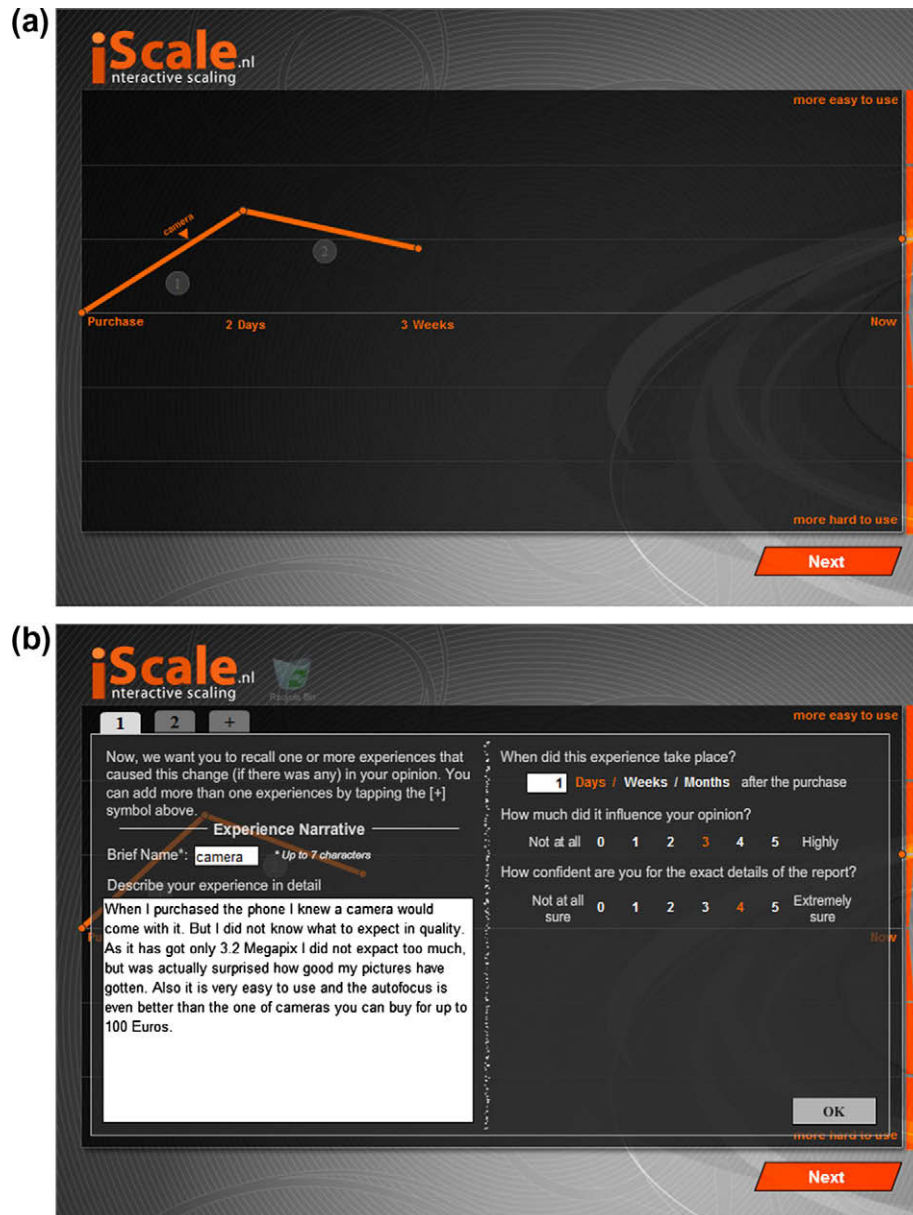 (a)
iScale.nl
nteractive scaling
more easy to use
camera
1
2
Purchase
2 Days
3 Weeks
Now
more hard to use
Next
(b)
iScale.nl
nteractive scaling
Recycle Bin
1 2 +
more easy to use
Now, we want you to recall one or more experiences that
caused this change (if there was any) in your opinion. You
can add more than one experiences by tapping the [+]
symbol above.
Experience Narrative
Brief Name*: camera * Up to 7 characters
Describe your experience in detail
When I purchased the phone I knew a camera would
come with it. But I did not know what to expect in quality.
As it has got only 3.2 Megapix I did not expact too much,
but was actually surprised how good my pictures have
gotten. Also it is very easy to use and the autofocus is
even better than the one of cameras you can buy for up to
100 Euros.
When did this experience take place?
1 Days / Weeks / Months after the purchase
How much did it influence your opinion?
Not at all 0 1 2 3 4 5 Highly
How confident are you for the exact details of the report?
Not at all sure 0 1 2 3 4 5 Extremely sure
Now
OK
more hard to use
Next